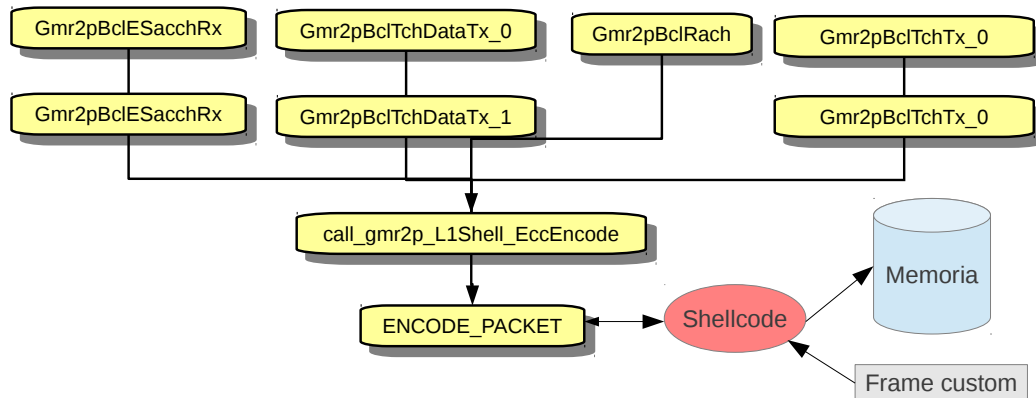 Gmr2pBclESacchRx
Gmr2pBclTchDataTx_0
Gmr2pBclRach
Gmr2pBclTchTx_0
Gmr2pBclESacchRx
Gmr2pBclTchDataTx_1
Gmr2pBclTchTx_0
call_gmr2p_L1Shell_EccEncode
Memoria
Shellcode
ENCODE_PACKET
Frame custom